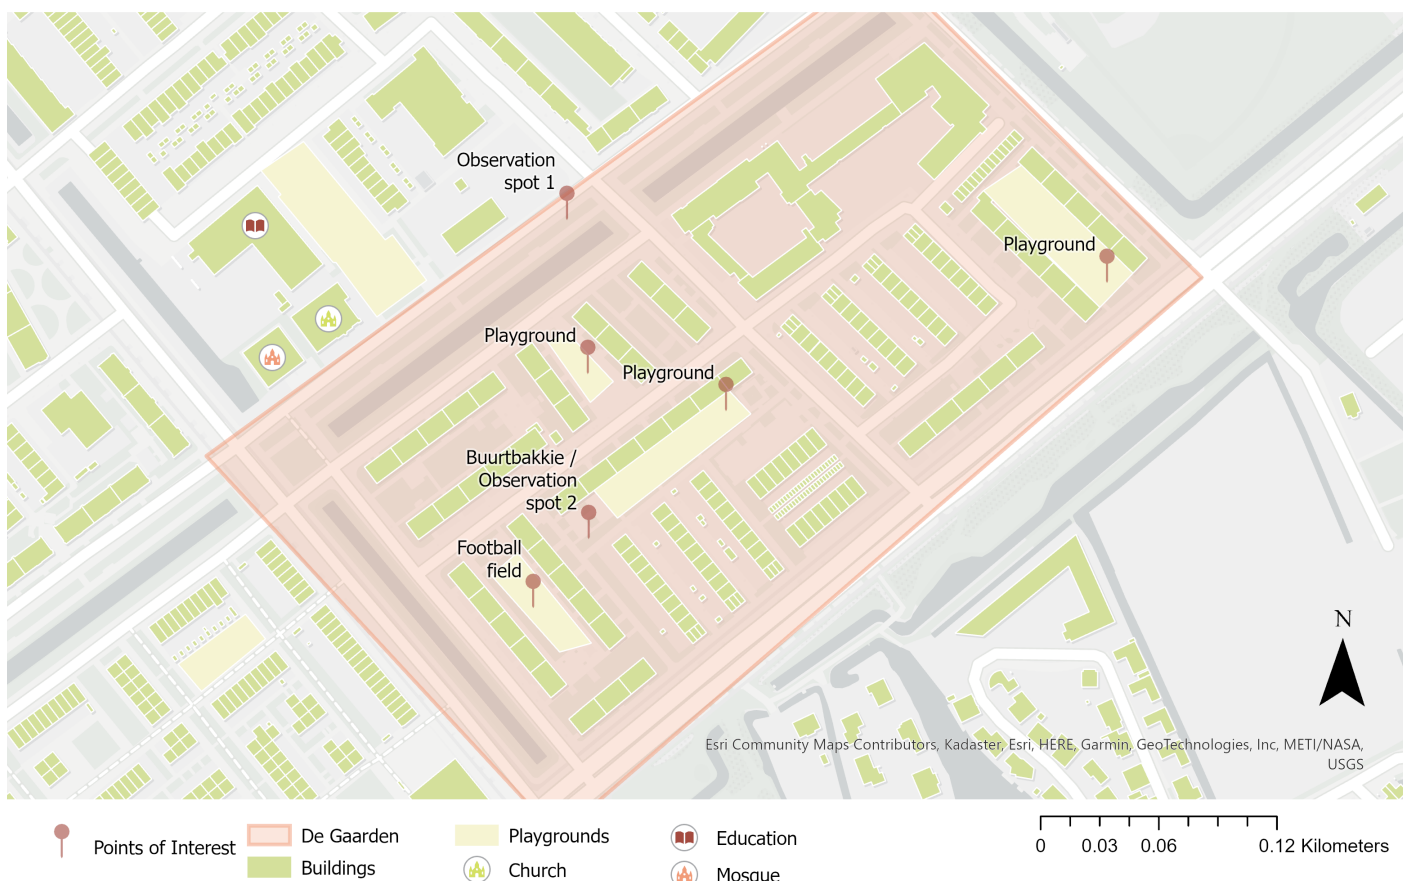 Observation
spot 1
Playground
Playground
Playground
Buurtbakkie /
Observation
spot 2
Football
field
N
Esri Community Maps Contributors, Kadaster, Esri, HERE, Garmin, GeoTechnologies, Inc, METI/NASA,
USGS
Points of Interest
De Gaarden
Buildings
Playgrounds
Church
Education
Mosque
0 0.03 0.06 0.12 Kilometers